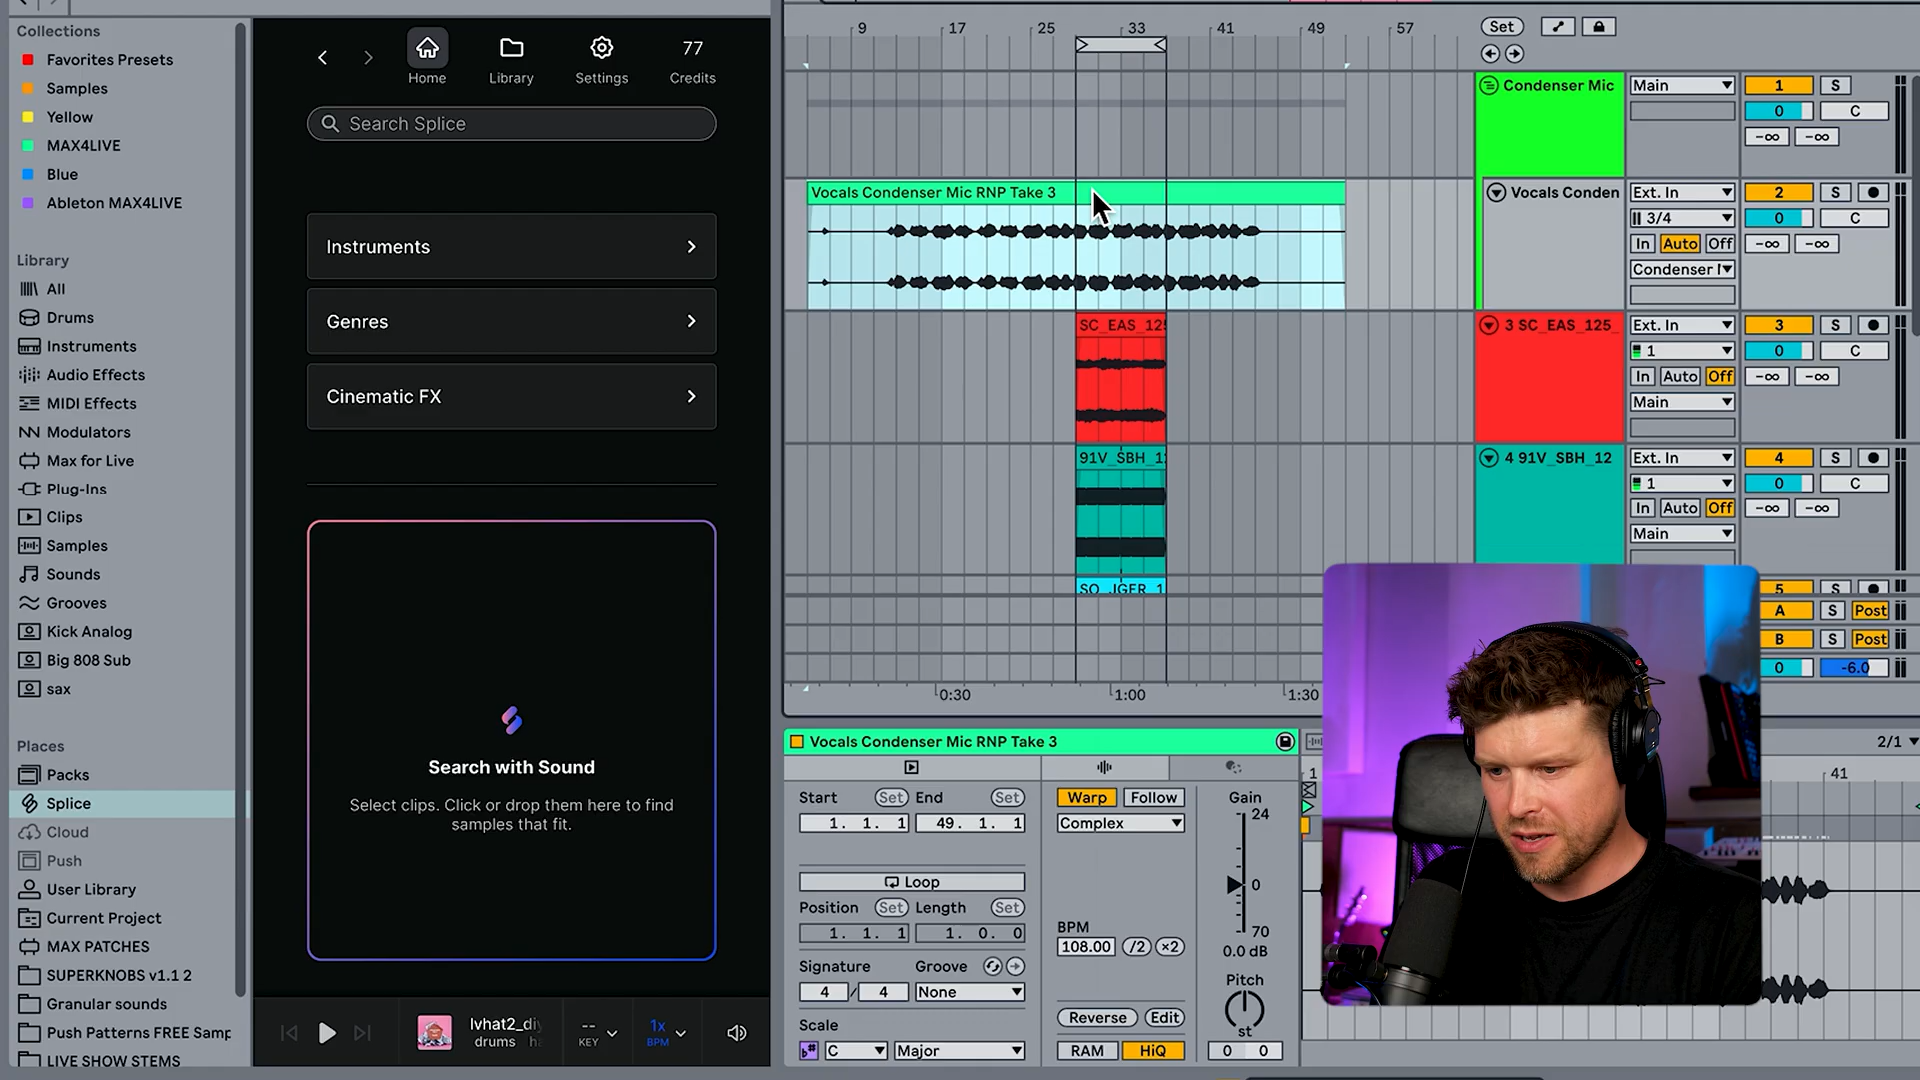 Collections
Favorites Presets
Samples
Yellow
MAX4LIVE
Blue
Ableton MAX4LIVE
Library
All
Drums
Instruments
Audio Effects
MIDI Effects
Modulators
Max for Live
Plug-Ins
Clips
Samples
Sounds
Grooves
Kick Analog
Big 808 Sub
sax
Places
Packs
Splice
Cloud
Push
User Library
Current Project
MAX PATCHES
SUPERKNOBS v1.1 2
Granular sounds
Push Patterns FREE Samp
LIVE SHOW STEMS
Home
Library
Settings
77
Credits
Search Splice
Instruments
Genres
Cinematic FX
Search with Sound
Select clips. Click or drop them here to find
samples that fit.
lvhat2_di
drums
--
KEY
1x
BPM
9 17 25 33 41 49 57
Set
Vocals Condenser Mic RNP Take 3
SC_EAS_125
91V_SBH_1
SO_JGER_1
0:30 1:00 1:30
Condenser Mic
Main
1 S
0 C
-∞ -∞
Vocals Conden
Ext. In
2 S
3/4
0 C
In Auto Off
-∞ -∞
3 SC_EAS_125_
Ext. In
3 S
1
0 C
In Auto Off
-∞ -∞
Main
4 91V_SBH_12
Ext. In
4 S
1
0 C
In Auto Off
-∞ -∞
Main
5 S
A S Post
B S Post
0 -6.0
Vocals Condenser Mic RNP Take 3
Start Set End Set
1. 1. 1 49. 1. 1
Loop
Position Set Length Set
1. 1. 1 1. 0. 0
Signature Groove
4 / 4 None
Scale
C Major
Warp Follow
Complex
BPM
108.00 /2 ×2
Reverse Edit
RAM HiQ
Gain
24
0
70
0.0 dB
Pitch
st
0 0
1
2/1
41